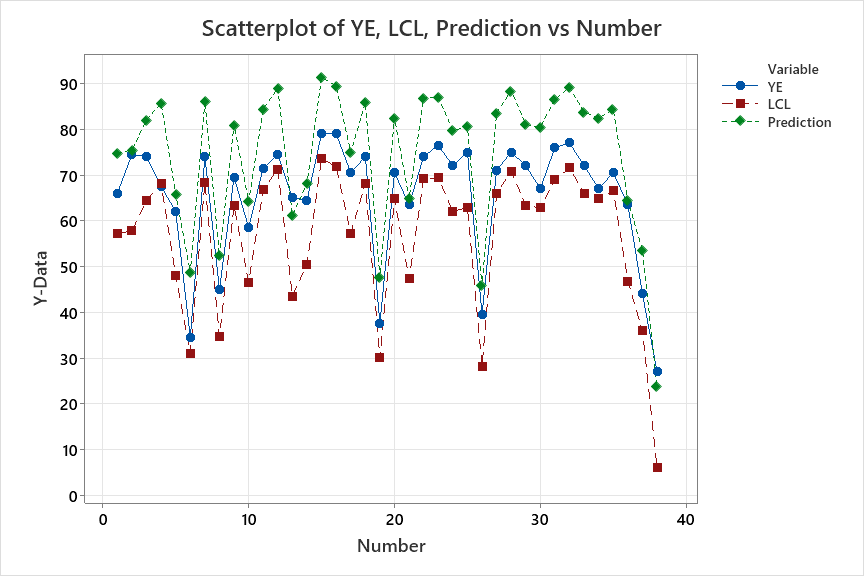 Scatterplot of YE, LCL, Prediction vs Number
Variable
YE
LCL
Prediction
90
80
70
60
50
40
30
20
10
0
Y-Data
0 10 20 30 40
Number